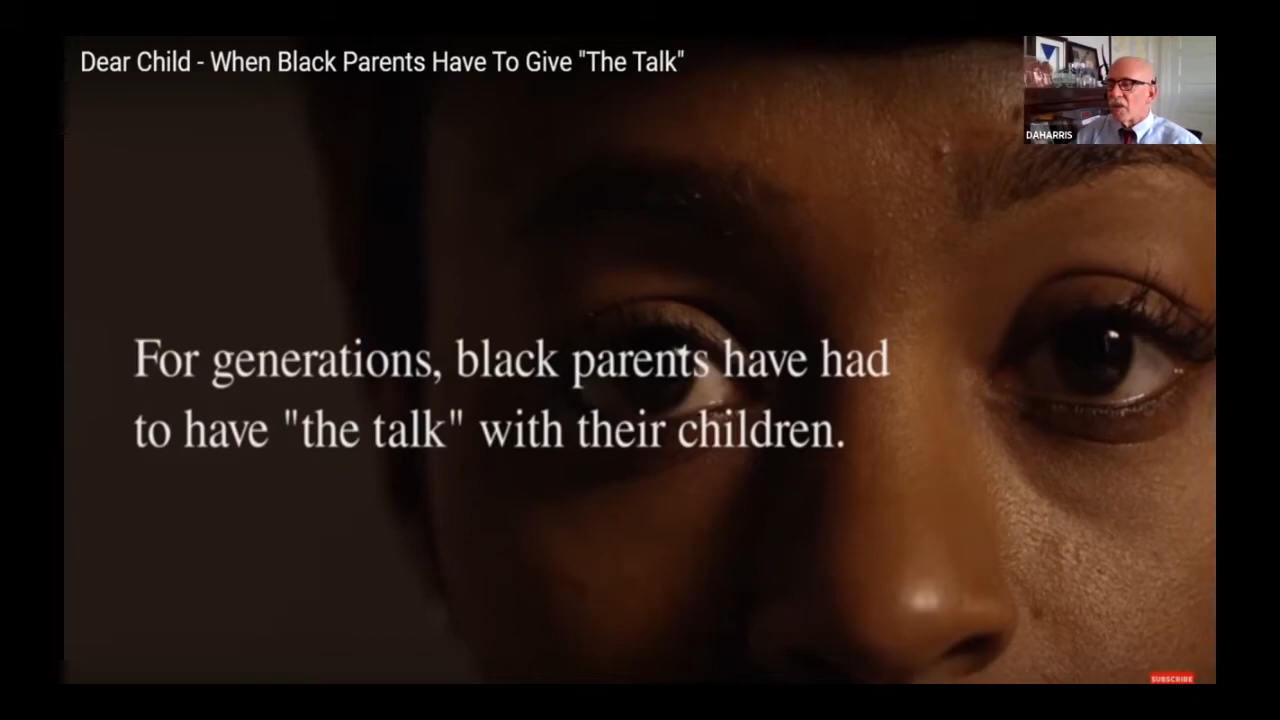 Dear Child - When Black Parents Have To Give "The Talk"
DAHARRIS
For generations, black parents have had
to have "the talk" with their children.
SUBSCRIBE